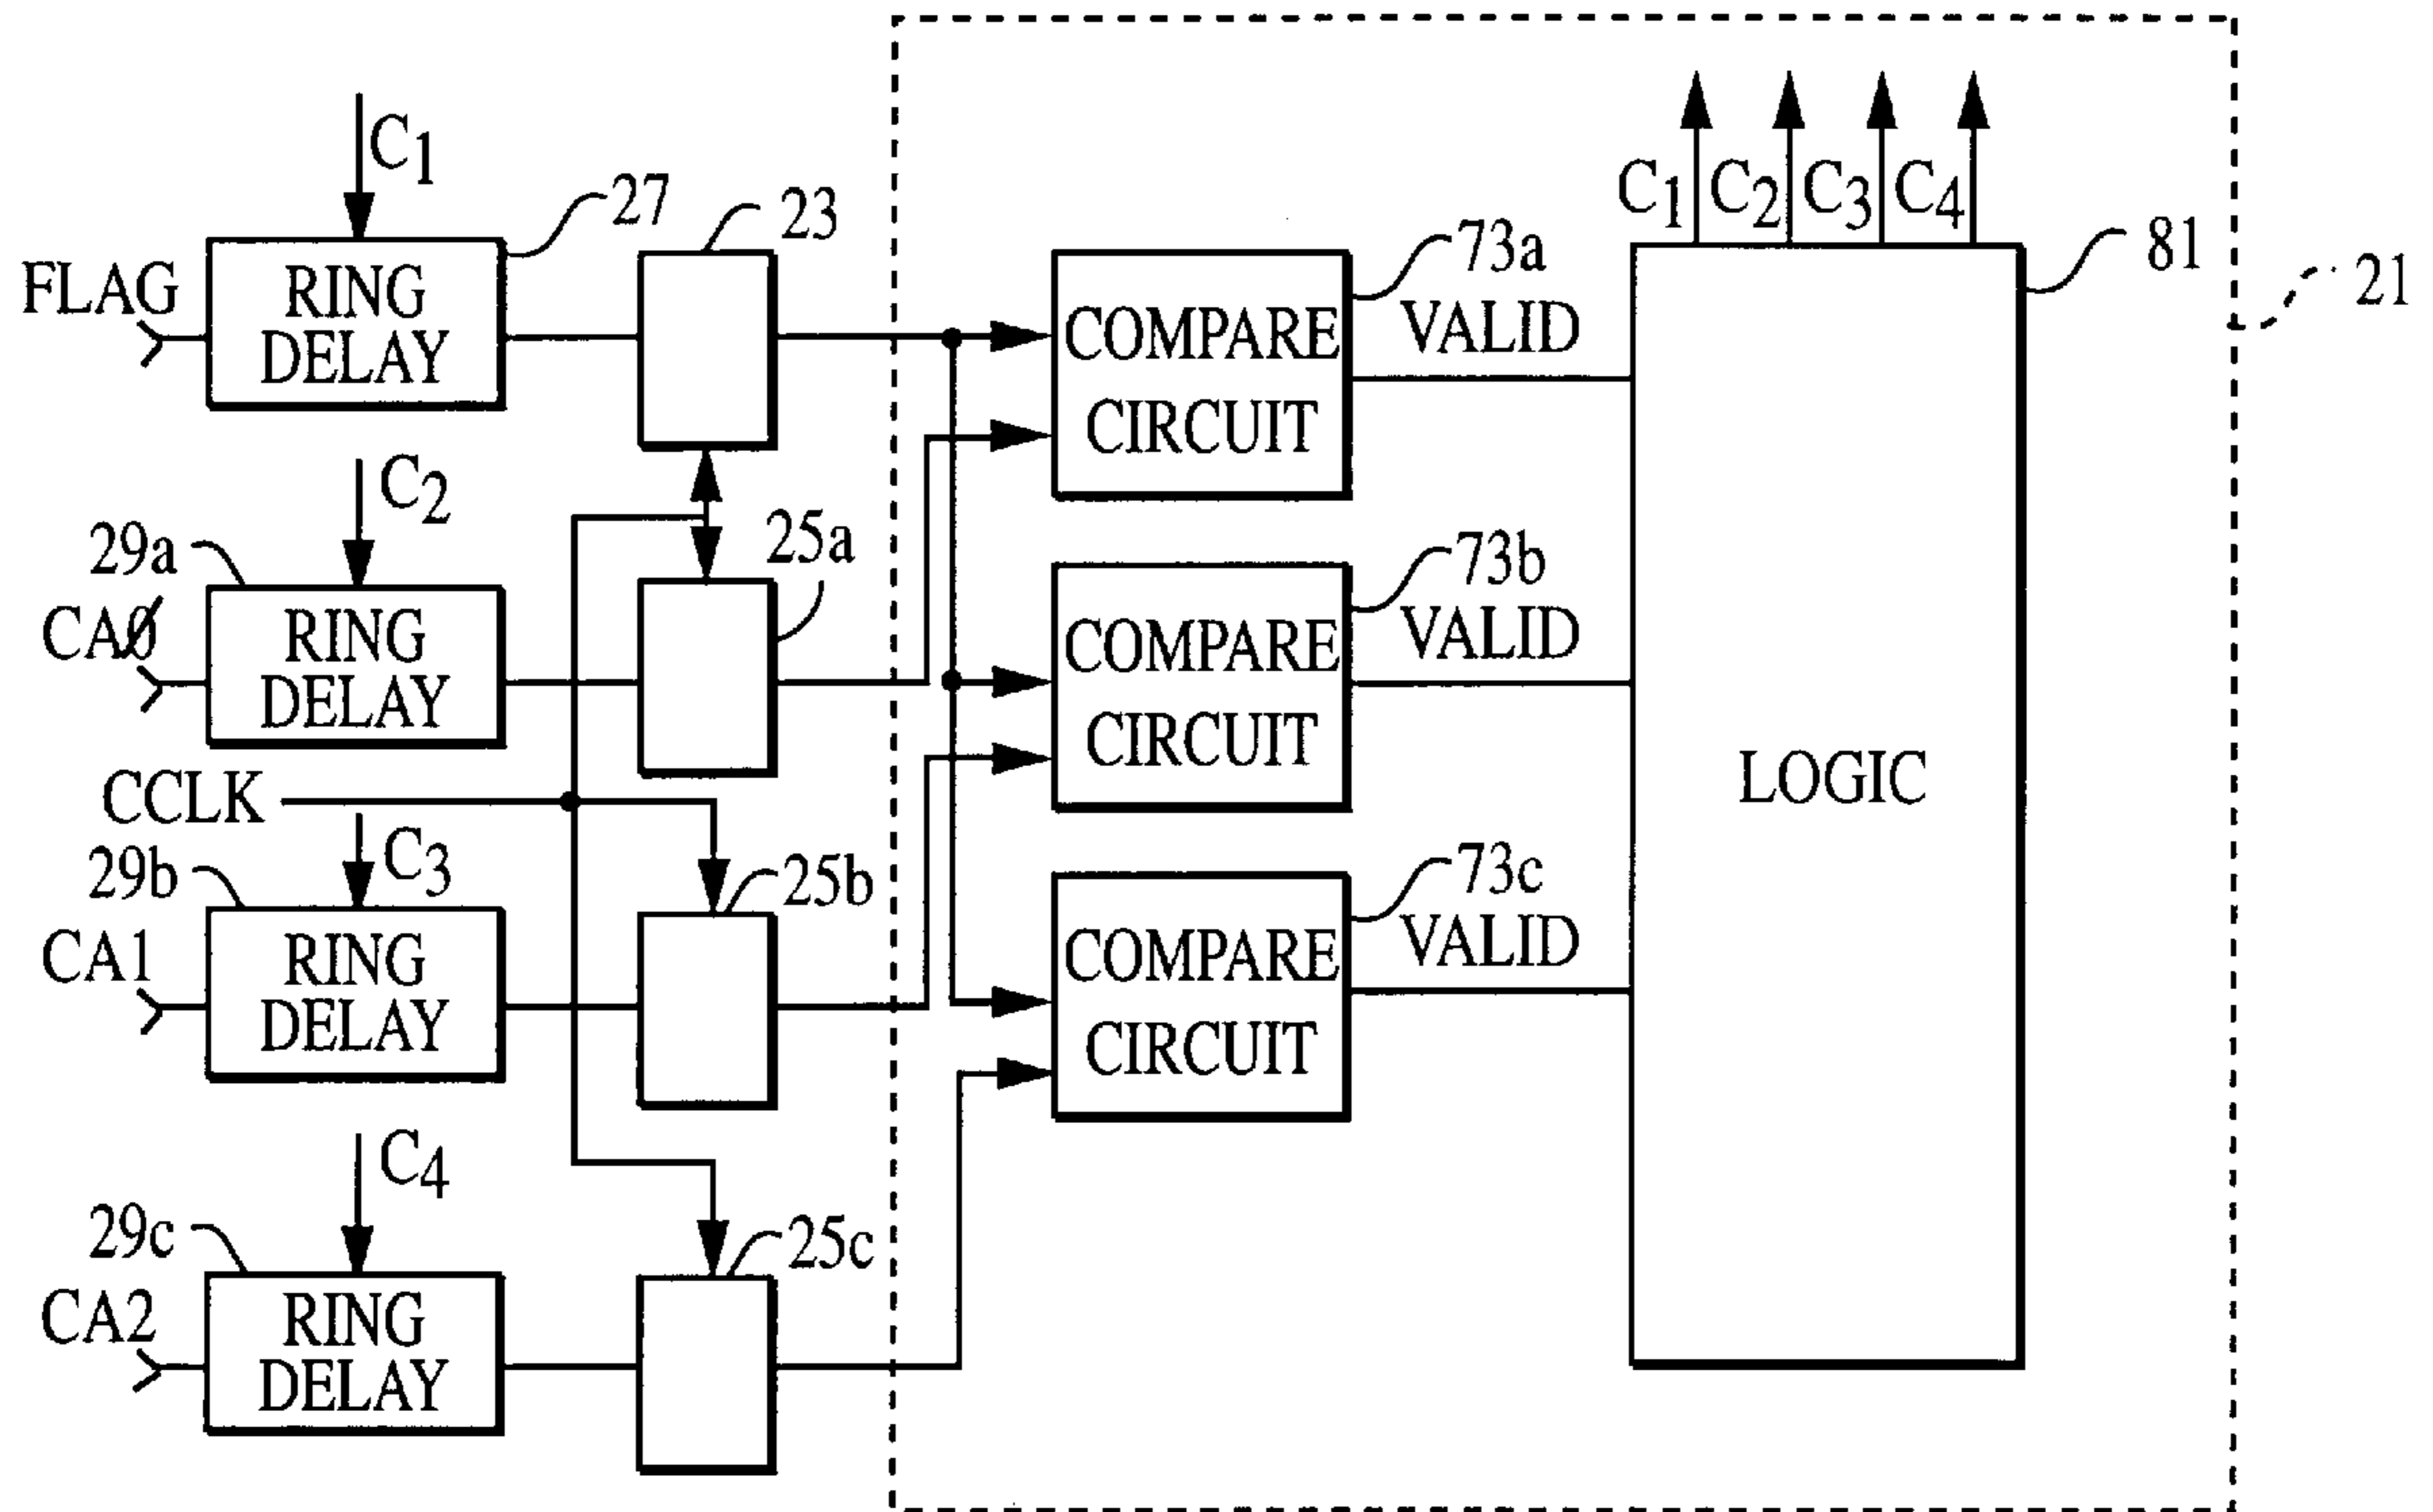 C1
27
23
FLAG
RING
DELAY
C2
29a
25a
CA0
RING
DELAY
CCLK
C3
29b
25b
CA1
RING
DELAY
C4
29c
25c
CA2
RING
DELAY
73a
VALID
COMPARE
CIRCUIT
73b
VALID
COMPARE
CIRCUIT
73c
VALID
COMPARE
CIRCUIT
C1 C2 C3 C4
81
21
LOGIC